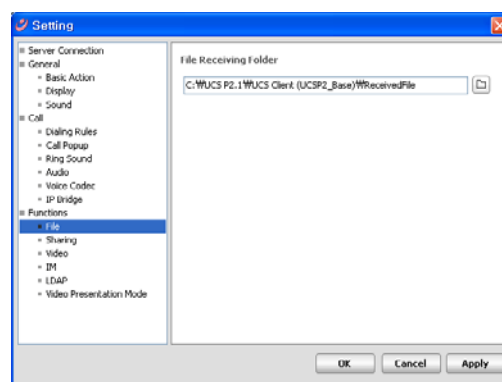 Setting
Server Connection
General
Basic Action
Display
Sound
Call
Dialing Rules
Call Popup
Ring Sound
Audio
Voice Codec
IP Bridge
Functions
File
Sharing
Video
IM
LDAP
Video Presentation Mode
File Receiving Folder
C:₩UCS P2.1₩UCS Client (UCSP2_Base)₩ReceivedFile
OK Cancel Apply